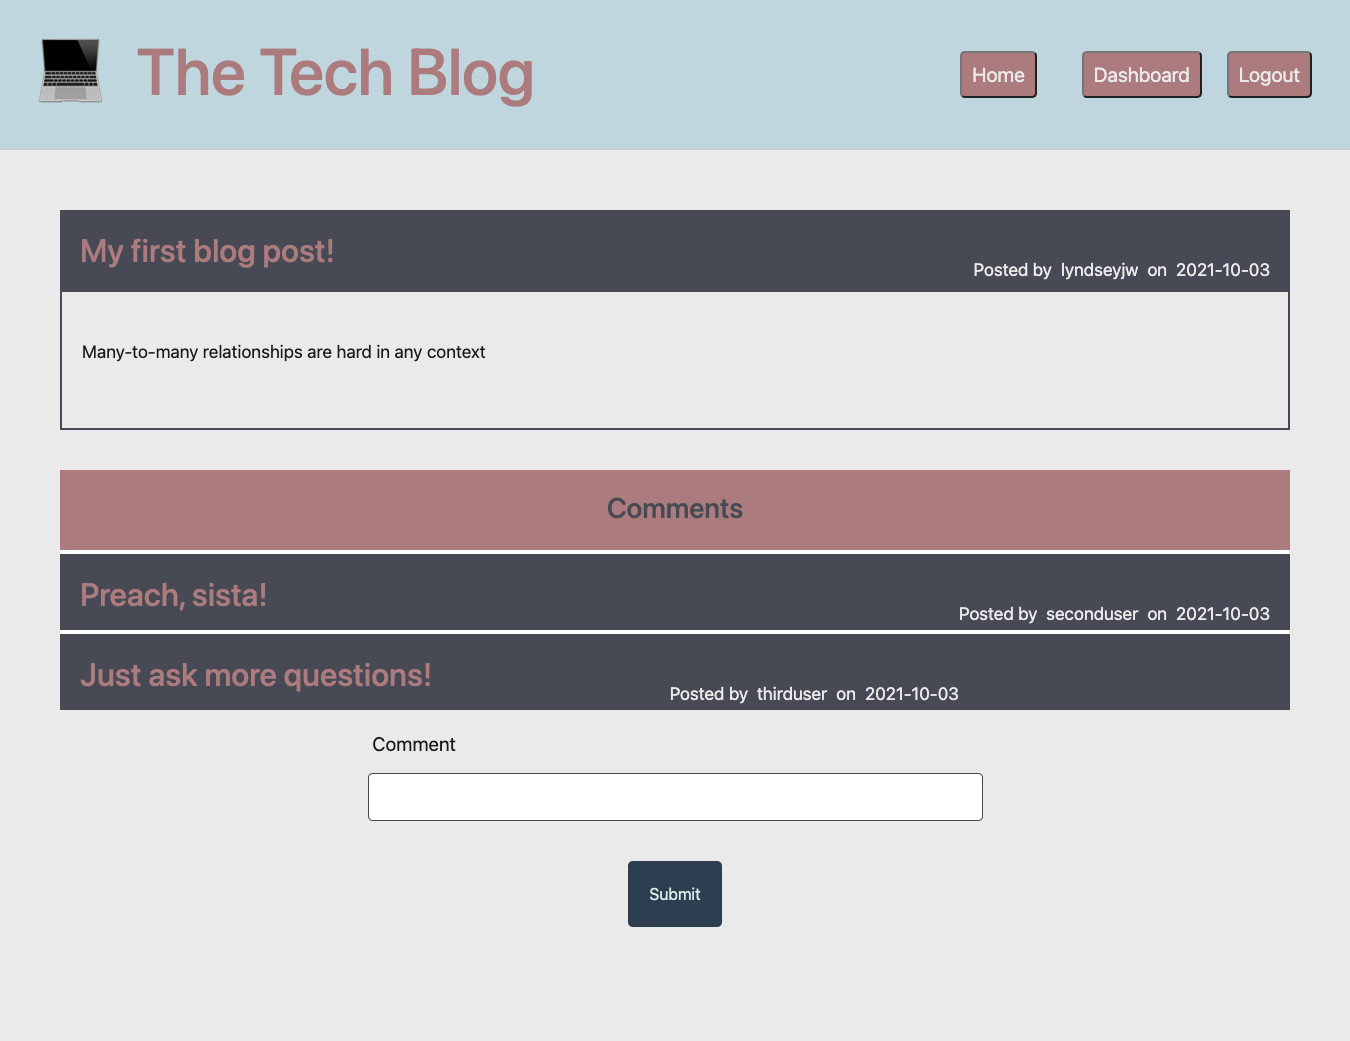 The Tech Blog
Home
Dashboard
Logout
My first blog post!
Posted by lyndseyjw on 2021-10-03
Many-to-many relationships are hard in any context
Comments
Preach, sista!
Posted by seconduser on 2021-10-03
Just ask more questions!
Posted by thirduser on 2021-10-03
Comment
Submit